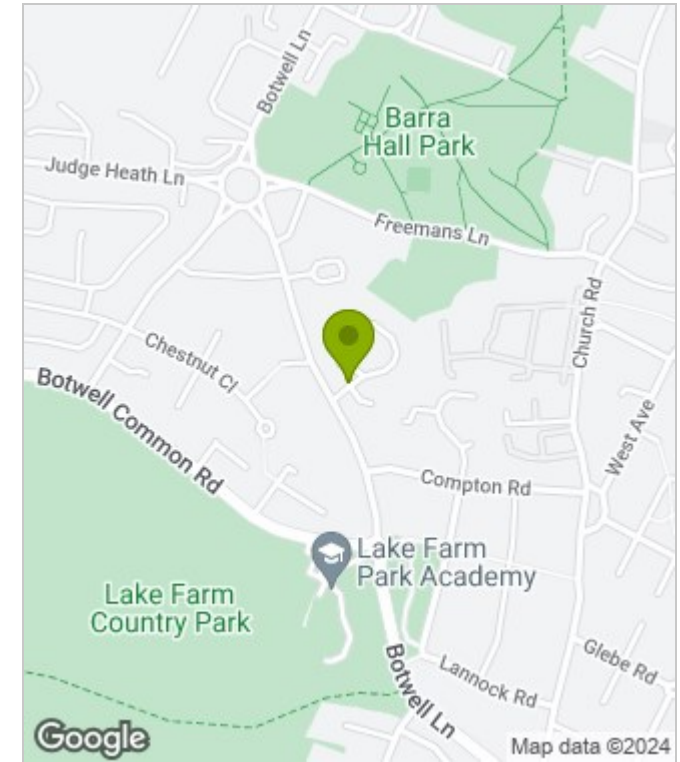 Botwell Ln
Barra
Hall Park
Judge Heath Ln
Freemans Ln
Church Rd
Chestnut Cl
Botwell Common Rd
West Ave
Compton Rd
Lake Farm
Park Academy
Lake Farm
Country Park
Glebe Rd
Lannock Rd
Botwell Ln
Google
Map data ©2024